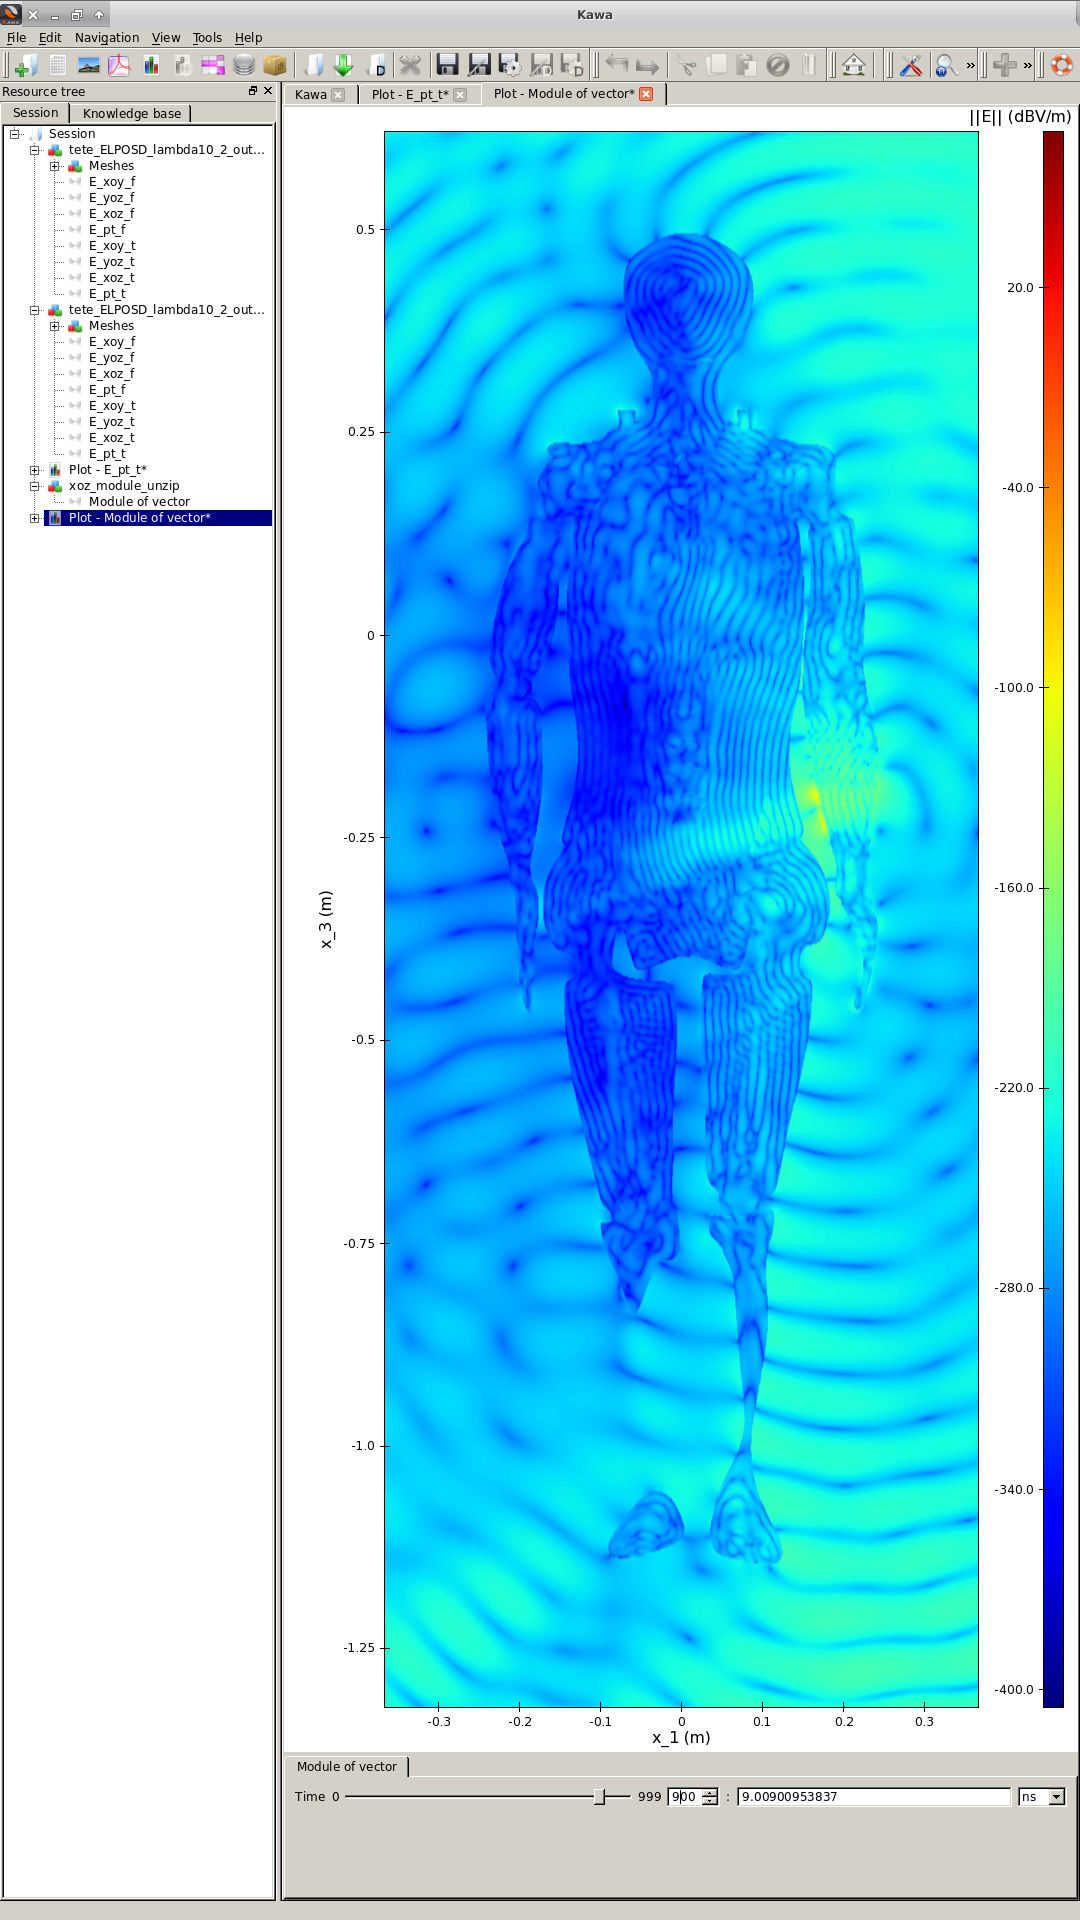 Kawa
File Edit Navigation View Tools Help
Resource tree
Session Knowledge base
Session
tete_ELPOSD_lambda10_2_out...
Meshes
E_xoy_f
E_yoz_f
E_xoz_f
E_pt_f
E_xoy_t
E_yoz_t
E_xoz_t
E_pt_t
tete_ELPOSD_lambda10_2_out...
Meshes
E_xoy_f
E_yoz_f
E_xoz_f
E_pt_f
E_xoy_t
E_yoz_t
E_xoz_t
E_pt_t
Plot - E_pt_t*
xoz_module_unzip
Module of vector
Plot - Module of vector*
Kawa Plot - E_pt_t* Plot - Module of vector*
||E|| (dBV/m)
0.5
0.25
0
-0.25
-0.5
-0.75
-1.0
-1.25
x_3 (m)
-0.3 -0.2 -0.1 0 0.1 0.2 0.3
x_1 (m)
20.0
-40.0
-100.0
-160.0
-220.0
-280.0
-340.0
-400.0
Module of vector
Time 0 999 900 : 9.00900953837 ns